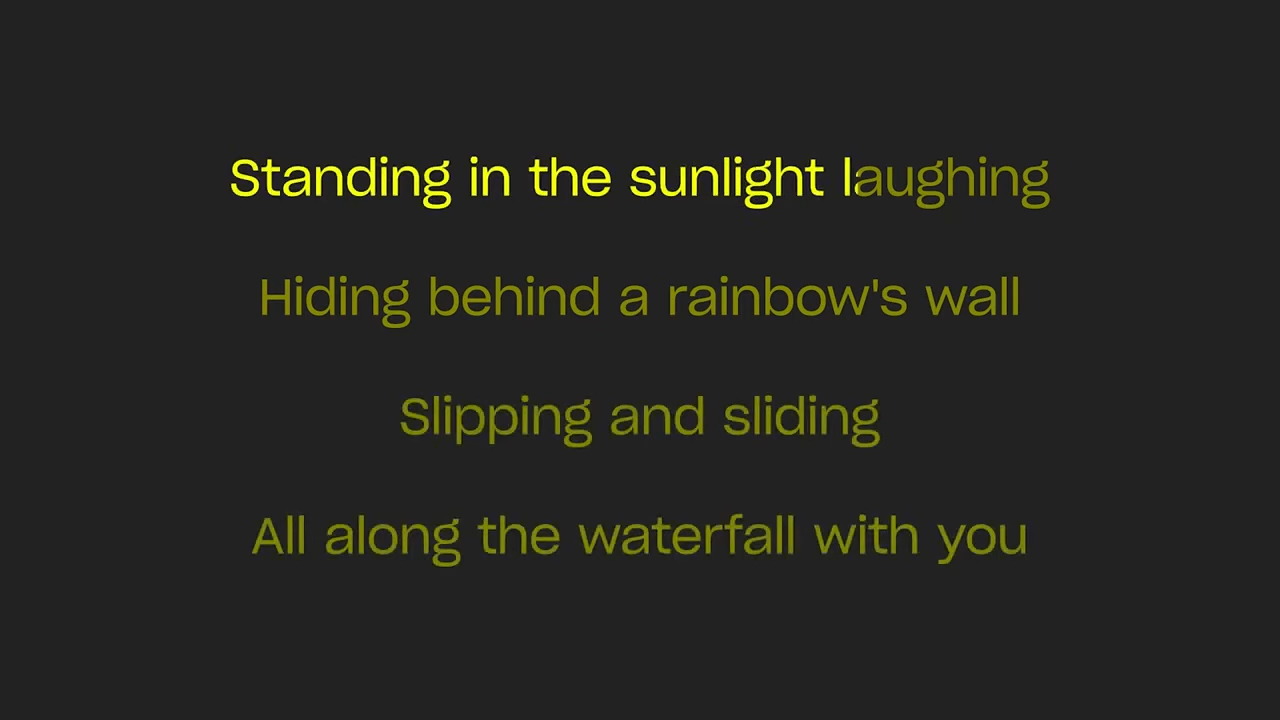 Standing in the sunlight laughing
Hiding behind a rainbow's wall
Slipping and sliding
All along the waterfall with you